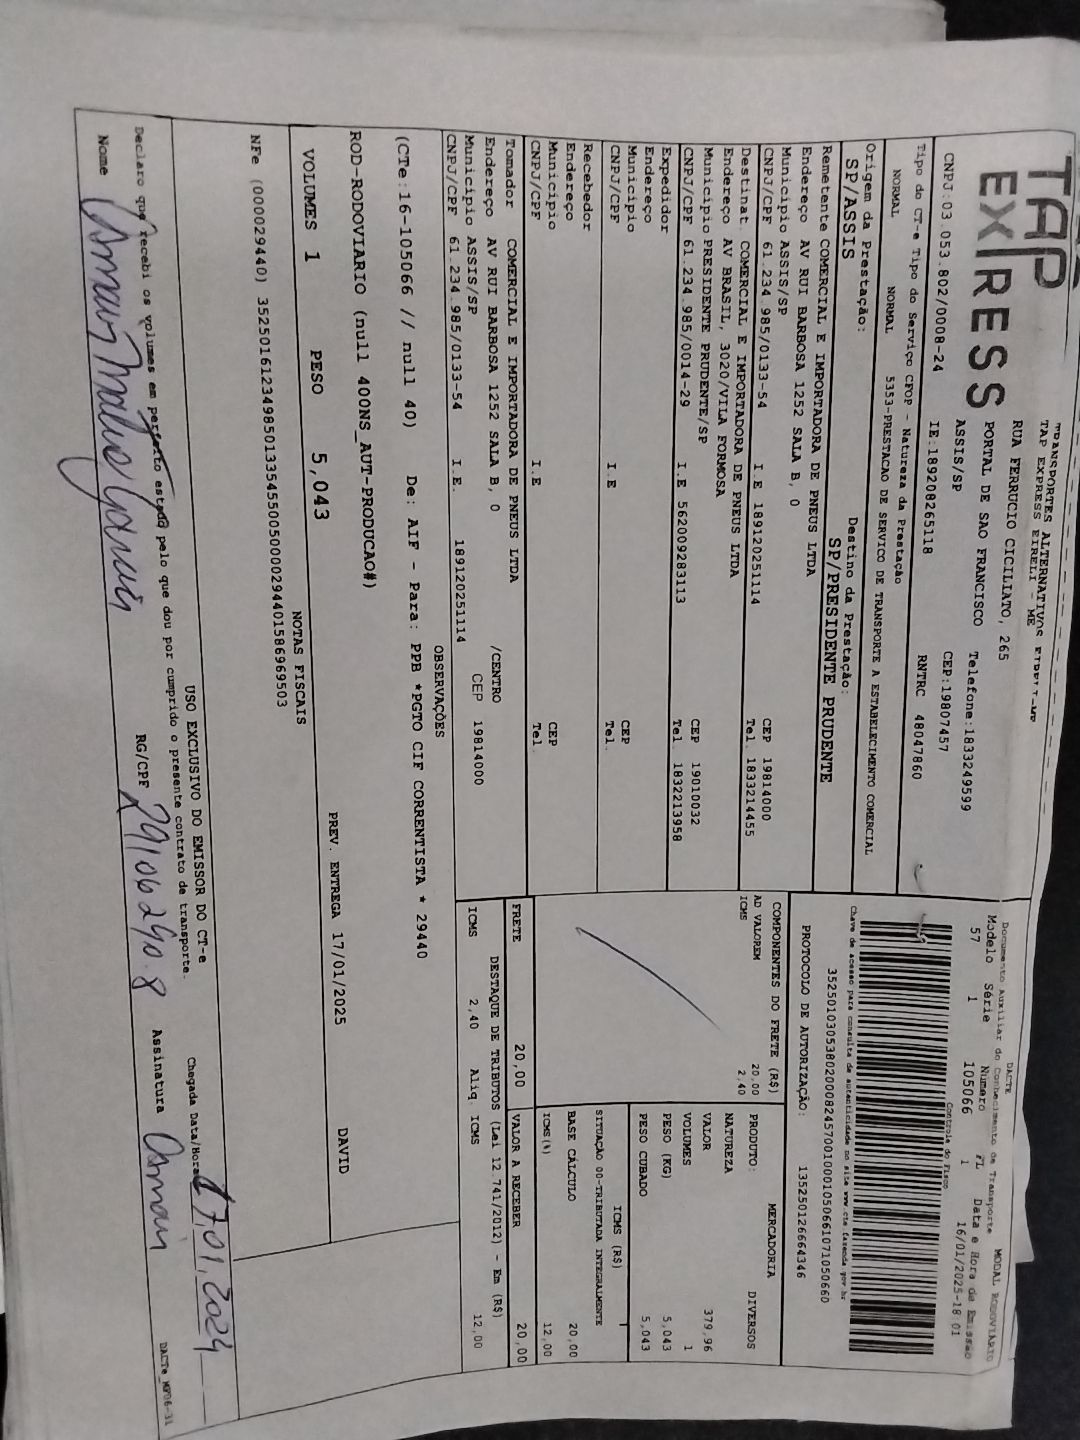 TAP
EX|RESS
TRANSPORTES ALTERNATIVOS
TAP EXPRESS EIRELI - ME
RUA FERRUCIO CICILIATO, 265
PORTAL DE SAO FRANCISCO Telefone:1833249599
ASSIS/SP CEP:19807457
CNPJ:03.053.802/0008-24 IE:189208265118 RNTRC 48047860
DACTE MODAL RODOVIÁRIO
Documento Auxiliar do Conhecimento de Transporte
Modelo Série Número FL Data e Hora de Emissão
57 1 105066 1 16/01/2025-18:01
Controle do Fisco
Tipo do CT-e Tipo do Serviço CFOP - Natureza da Prestação
NORMAL NORMAL 5353-PRESTACAO DE SERVICO DE TRANSPORTE A ESTABELECIMENTO COMERCIAL
Chave de acesso para consulta de autenticidade no site www.cte.fazenda.gov.br
Origem da Prestação: Destino da Prestação:
SP/ASSIS SP/PRESIDENTE PRUDENTE
PROTOCOLO DE AUTORIZAÇÃO: 135250126664346
Remetente COMERCIAL E IMPORTADORA DE PNEUS LTDA
Endereço AV RUI BARBOSA 1252 SALA B, 0
Município ASSIS/SP CEP 19814000
CNPJ/CPF 61.234.985/0133-54 I.E 189120251114 Tel. 1833214455
Destinat. COMERCIAL E IMPORTADORA DE PNEUS LTDA
Endereço AV BRASIL, 3020/VILA FORMOSA
Município PRESIDENTE PRUDENTE/SP CEP 19010032
CNPJ/CPF 61.234.985/0014-29 I.E 562009283113 Tel. 1832213958
Expedidor
Endereço
Município CEP
CNPJ/CPF I.E Tel.
Recebedor
Endereço
Município CEP
CNPJ/CPF I.E Tel.
Tomador COMERCIAL E IMPORTADORA DE PNEUS LTDA
Endereço AV RUI BARBOSA 1252 SALA B, 0 /CENTRO
Município ASSIS/SP CEP 19814000
CNPJ/CPF 61.234.985/0133-54 I.E. 189120251114
COMPONENTES DO FRETE (R$)
AD VALOREM 20,00
ICMS 2,40
MERCADORIA
PRODUTO: DIVERSOS
NATUREZA
VALOR 379,96
VOLUMES 1
PESO (KG) 5,043
PESO CUBADO 5,043
ICMS (R$)
SITUAÇÃO 00-TRIBUTADA INTEGRALMENTE
BASE CÁLCULO 20,00
ICMS(%) 12,00
FRETE 20,00 VALOR A RECEBER 20,00
DESTAQUE DE TRIBUTOS (Lei 12.741/2012) - Em (R$)
ICMS 2,40 Aliq. ICMS 12,00
OBSERVAÇÕES
(CTe:16-105066 // null 40) De: AIF - Para: PPB *PGTO CIF CORRENTISTA * 29440
ROD-RODOVIARIO (null 400NS_AUT-PRODUCAO#)
VOLUMES 1 PESO 5,043 PREV. ENTREGA 17/01/2025 DAVID
NOTAS FISCAIS
NFe (000029440)
USO EXCLUSIVO DO EMISSOR DO CT-e
Chegada Data/Hora 17,01,2024
Declaro que recebi os volumes em perfeito estado pelo que dou por cumprido o presente contrato de transporte.
Nome RG/CPF 29106290.8 Assinatura Osmair